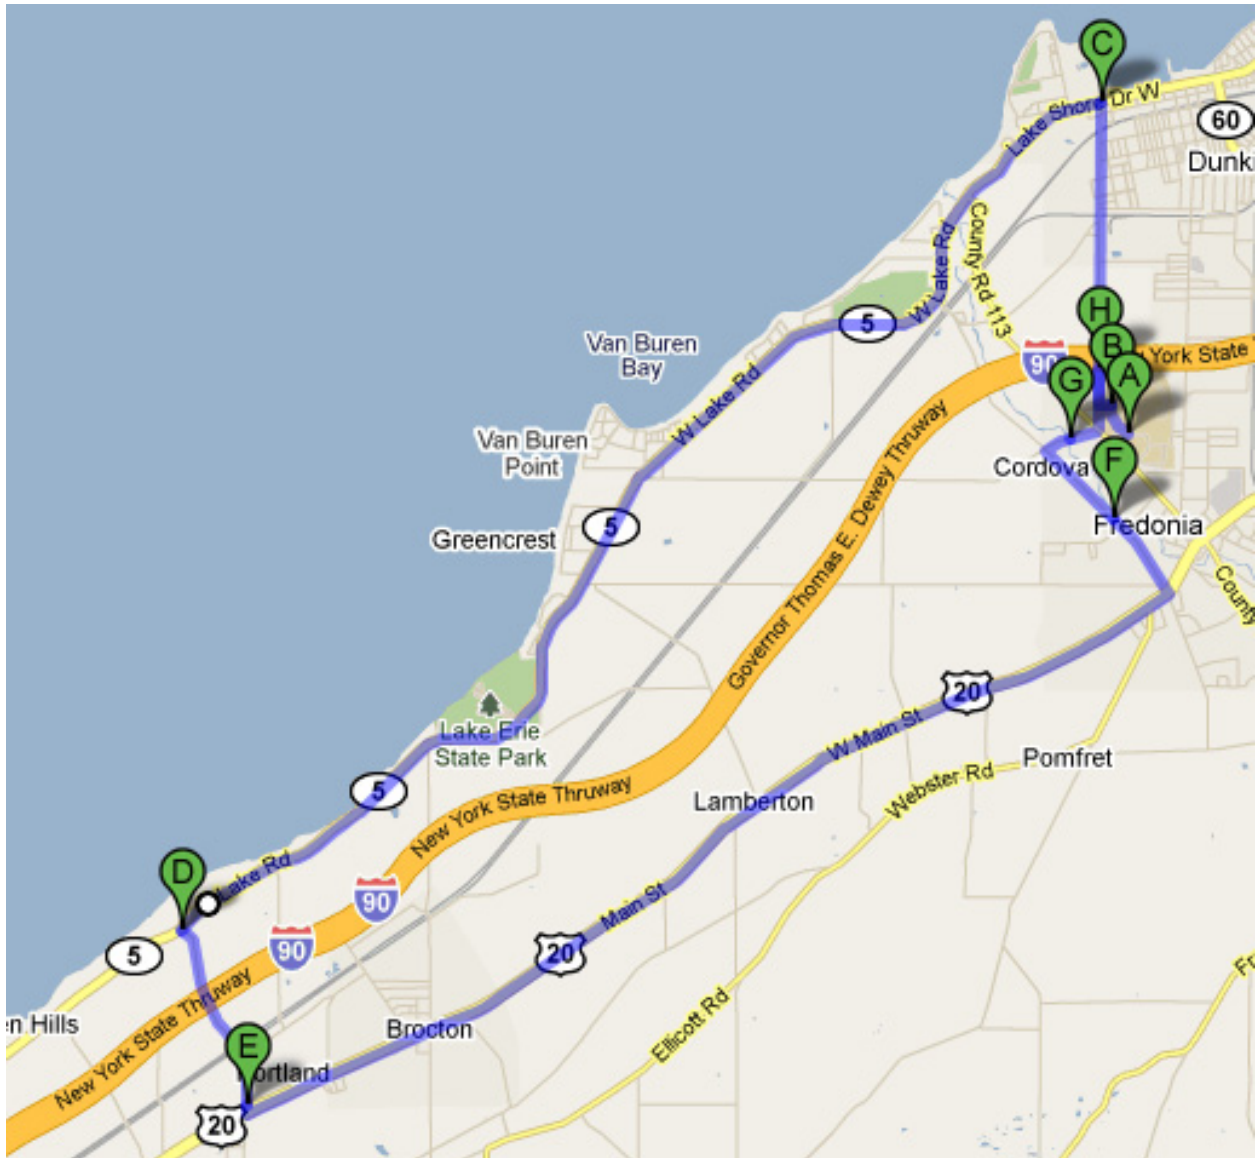 C
Lake Shore Dr W
60
Dunki
County Rd 113
W Lake Rd
H
5
Van Buren
Bay
B
90
York State T
G
A
W Lake Rd
Van Buren
Point
Cordova
F
Fredonia
5
Greencrest
Governor Thomas E. Dewey Thruway
County
20
W Main St
Lake Erie
State Park
Pomfret
Webster Rd
5
New York State Thruway
Lamberton
D
Lake Rd
90
Main St
90
5
20
New York State Thruway
Ellicott Rd
Fr
en Hills
Brocton
E
Portland
20